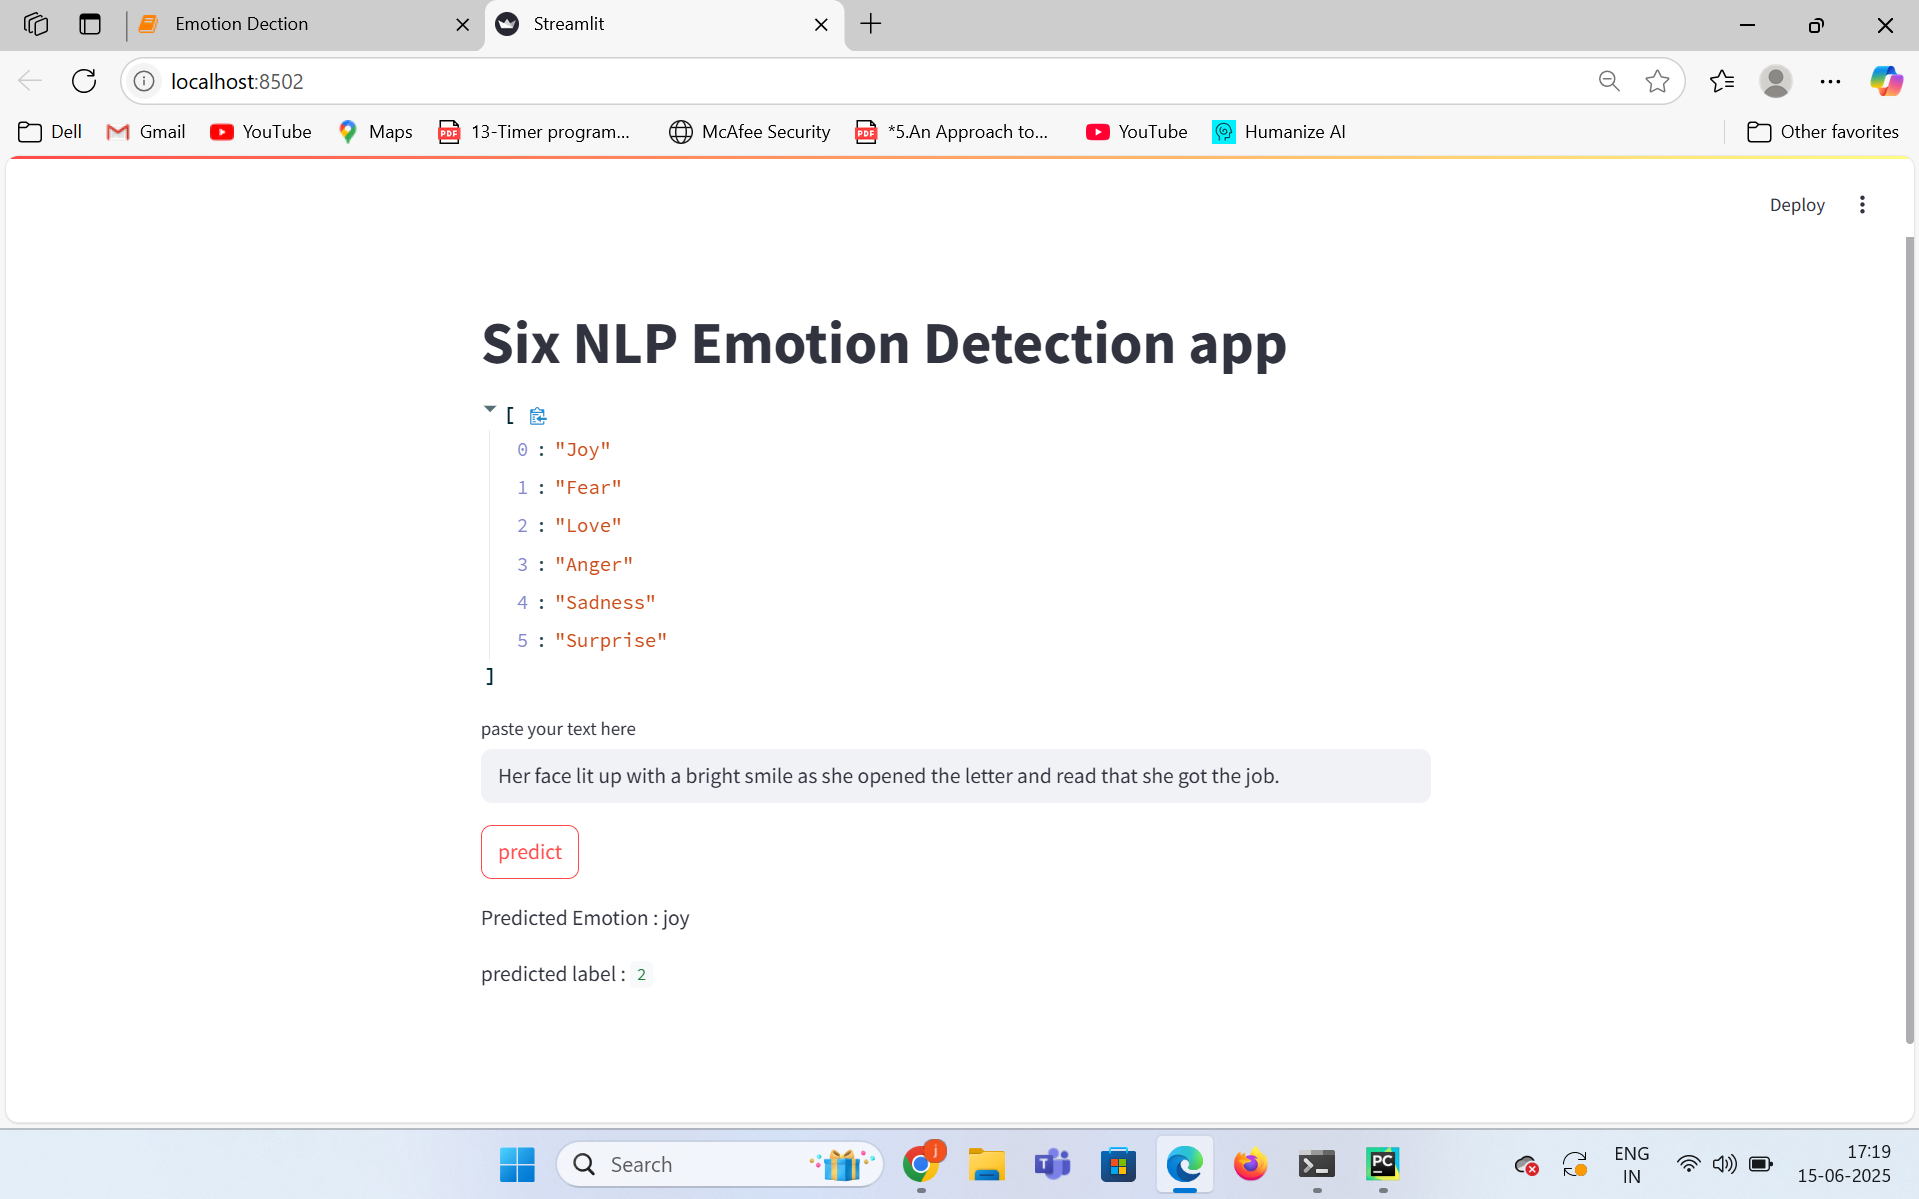 Emotion Dection
Streamlit
localhost:8502
Dell
Gmail
YouTube
Maps
13-Timer program...
McAfee Security
*5.An Approach to...
YouTube
Humanize AI
Other favorites
Deploy
Six NLP Emotion Detection app
[
0 : "Joy"
1 : "Fear"
2 : "Love"
3 : "Anger"
4 : "Sadness"
5 : "Surprise"
]
paste your text here
Her face lit up with a bright smile as she opened the letter and read that she got the job.
predict
Predicted Emotion : joy
predicted label : 2
Search
j
PC
ENG
IN
17:19
15-06-2025